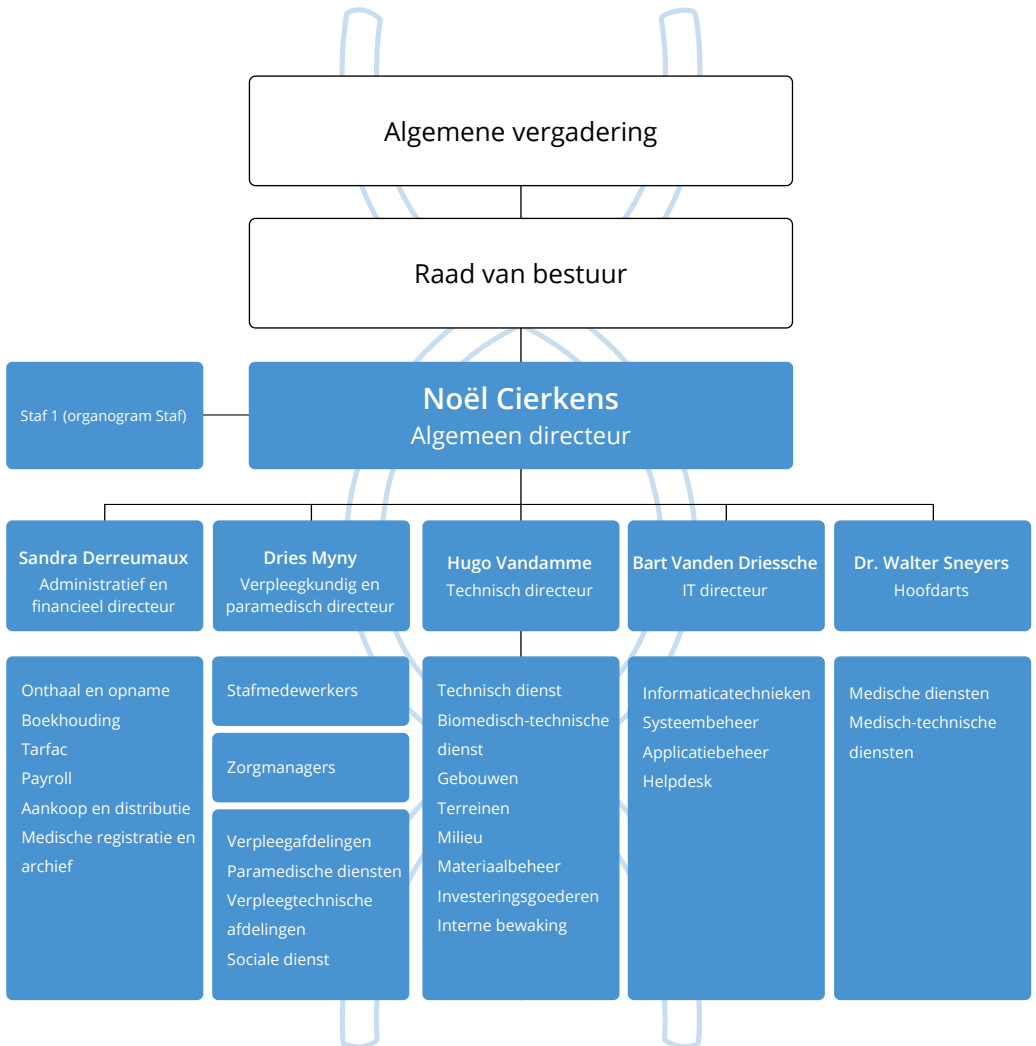 Algemene vergadering
Raad van bestuur
Staf 1 (organogram Staf)
Noël Cierkens
Algemeen directeur
Sandra Derreumaux
Administratief en
financieel directeur
Dries Myny
Verpleegkundig en
paramedisch directeur
Hugo Vandamme
Technisch directeur
Bart Vanden Driessche
IT directeur
Dr. Walter Sneyers
Hoofdarts
Onthaal en opname
Boekhouding
Tarfac
Payroll
Aankoop en distributie
Medische registratie en
archief
Stafmedewerkers
Zorgmanagers
Verpleegafdelingen
Paramedische diensten
Verpleegtechnische
afdelingen
Sociale dienst
Technisch dienst
Biomedisch-technische
dienst
Gebouwen
Terreinen
Milieu
Materiaalbeheer
Investeringsgoederen
Interne bewaking
Informaticatechnieken
Systeembeheer
Applicatiebeheer
Helpdesk
Medische diensten
Medisch-technische
diensten